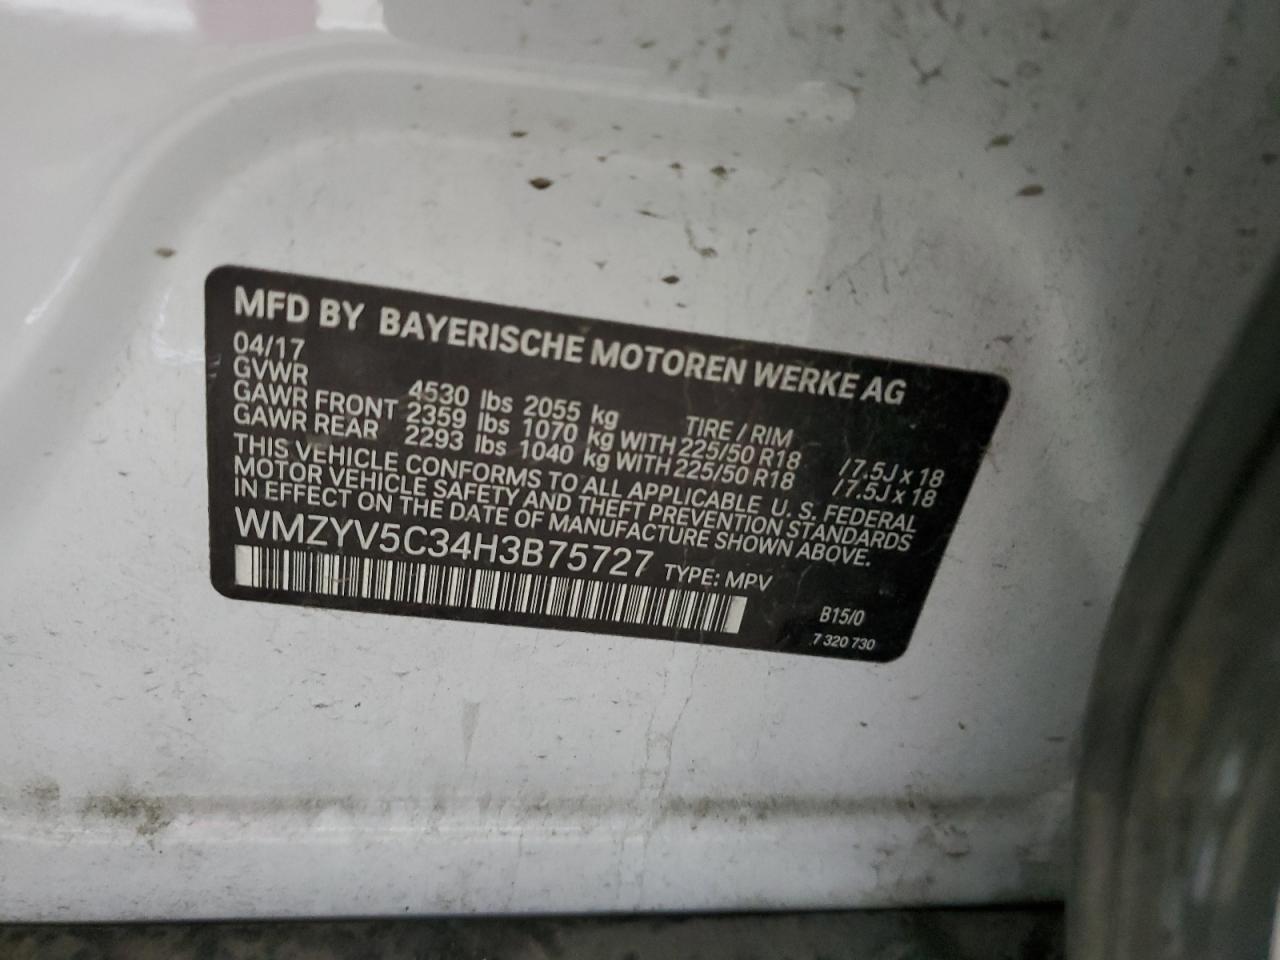 MFD BY BAYERISCHE MOTOREN WERKE AG
04/17
GVWR 4530 lbs 2055 kg TIRE / RIM
GAWR FRONT 2359 lbs 1070 kg WITH 225/50 R18 / 7.5J x 18
GAWR REAR 2293 lbs 1040 kg WITH 225/50 R18 / 7.5J x 18
THIS VEHICLE CONFORMS TO ALL APPLICABLE U. S. FEDERAL
MOTOR VEHICLE SAFETY AND THEFT PREVENTION STANDARDS
IN EFFECT ON THE DATE OF MANUFACTURE SHOWN ABOVE.
WMZYV5C34H3B75727 TYPE: MPV
B15/0
7 320 730